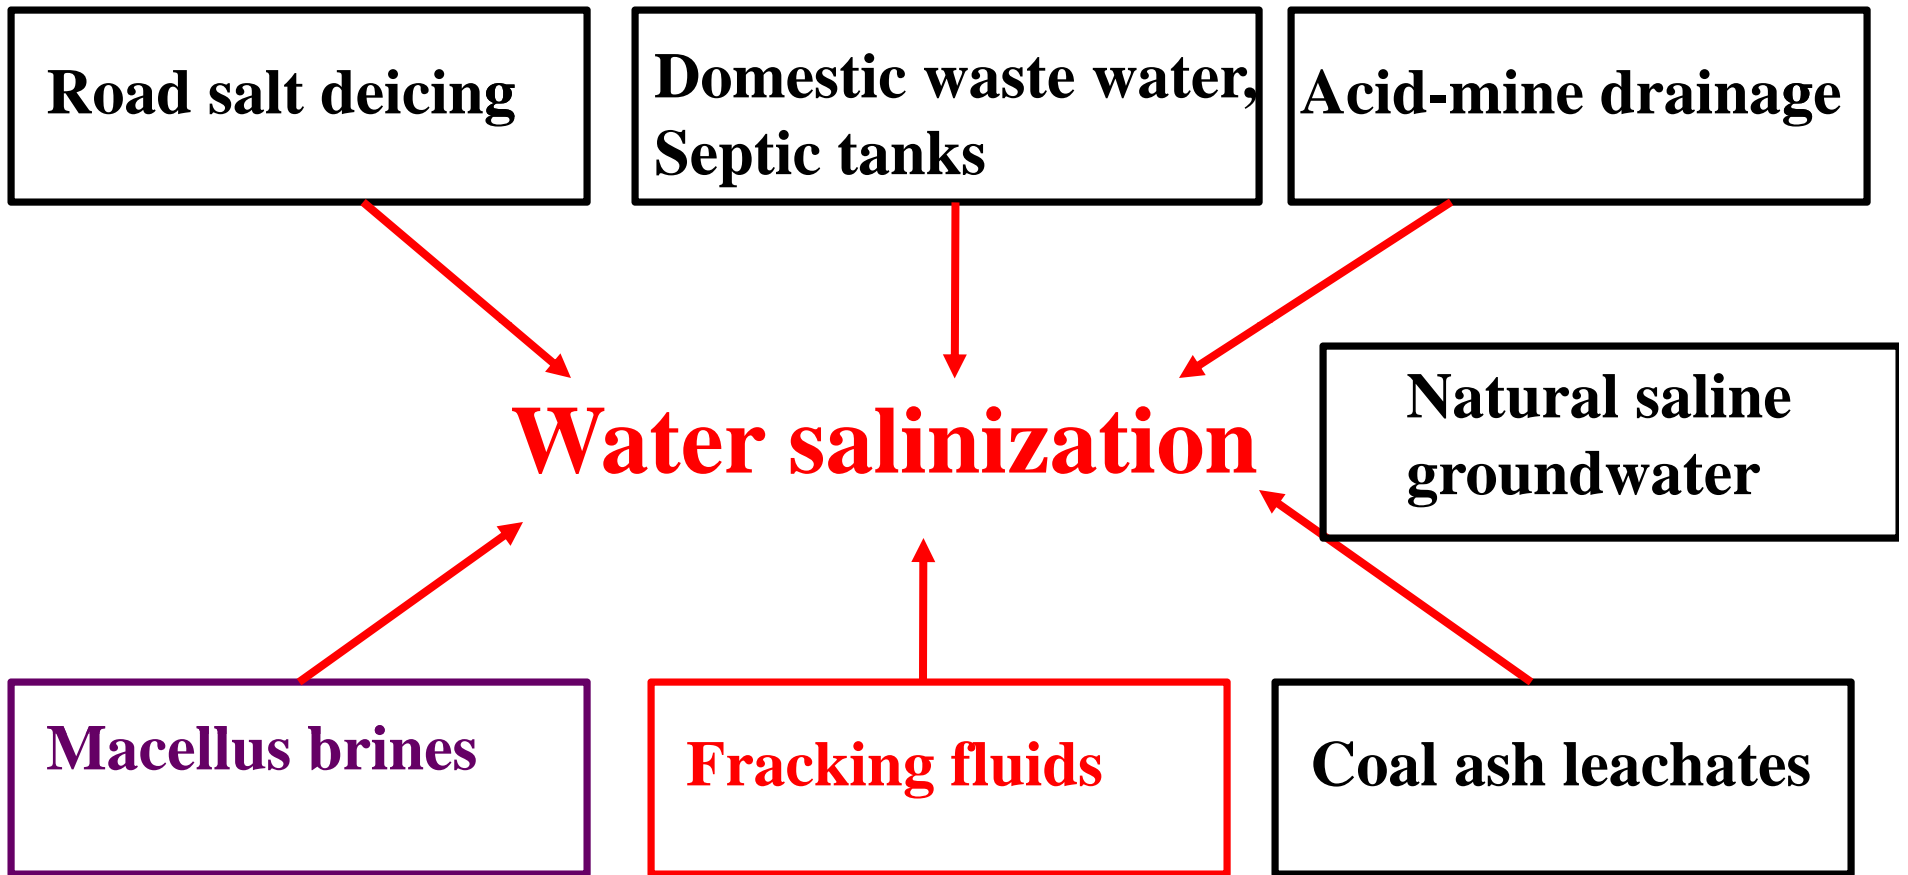 Road salt deicing
Domestic waste water,
Septic tanks
Acid-mine drainage
Water salinization
Natural saline
groundwater
Macellus brines
Fracking fluids
Coal ash leachates